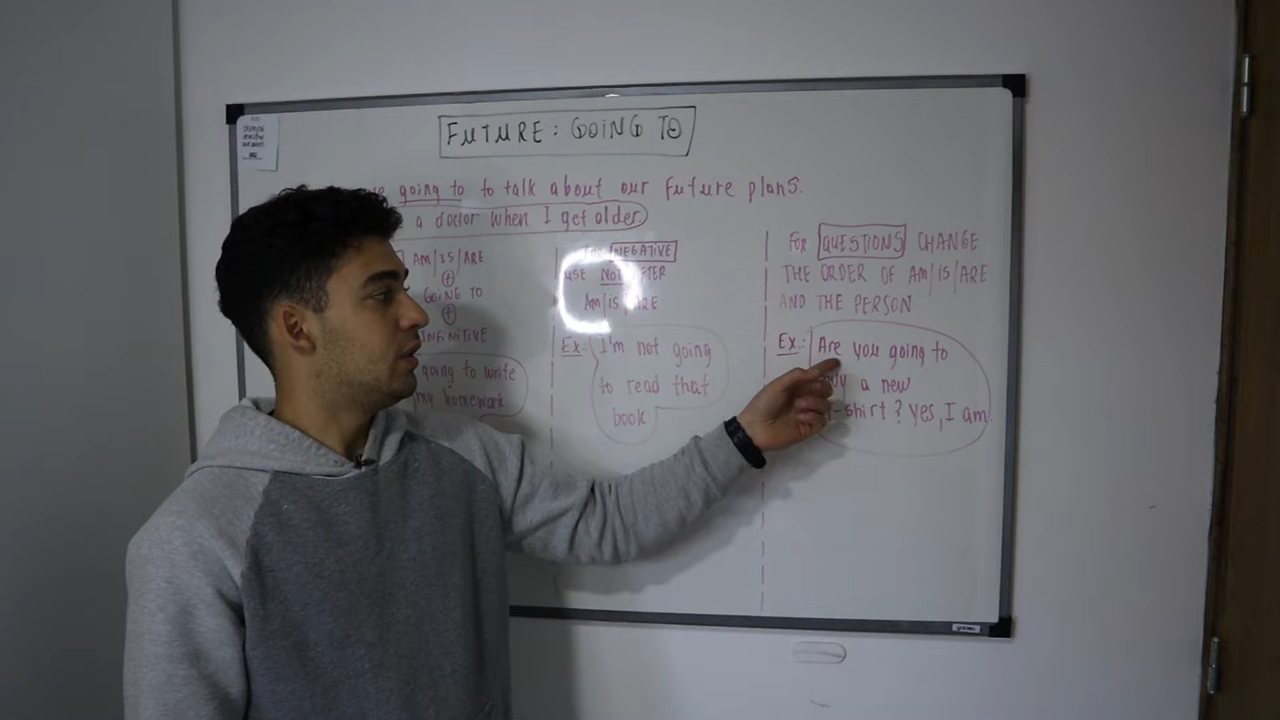 FUTURE: GOING TO
going to to talk about our future plans.
a doctor when I get older.
AM/IS/ARE
+
GOING TO
+
INFINITIVE
going to write
my homework
NEGATIVE
USE NOT AFTER
AM/IS/ARE
Ex.: I'm not going
to read that
book
FOR QUESTIONS CHANGE
THE ORDER OF AM/IS/ARE
AND THE PERSON
Ex.: Are you going to
buy a new
T-shirt? Yes, I am.